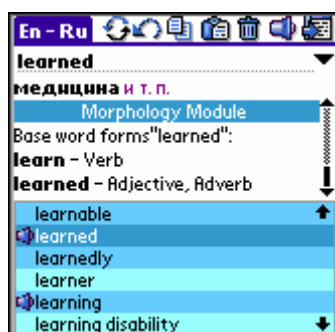 En - Ru
learned
медицина и т. п.
Morphology Module
Base word forms"learned":
learn - Verb
learned - Adjective, Adverb
learnable
learned
learnedly
learner
learning
learning disability